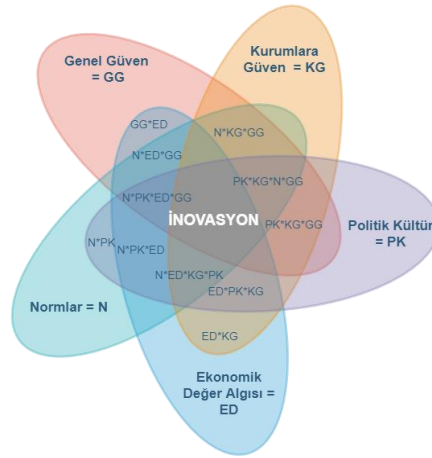 Genel Güven
= GG
Kurumlara
Güven = KG
GG*ED
N*KG*GG
N*ED*GG
PK*KG*N*GG
N*PK*ED*GG
İNOVASYON
PK*KG*GG
Politik Kültür
= PK
N*PK
N*PK*ED
N*ED*KG*PK
ED*PK*KG
Normlar = N
ED*KG
Ekonomik
Değer Algısı =
ED